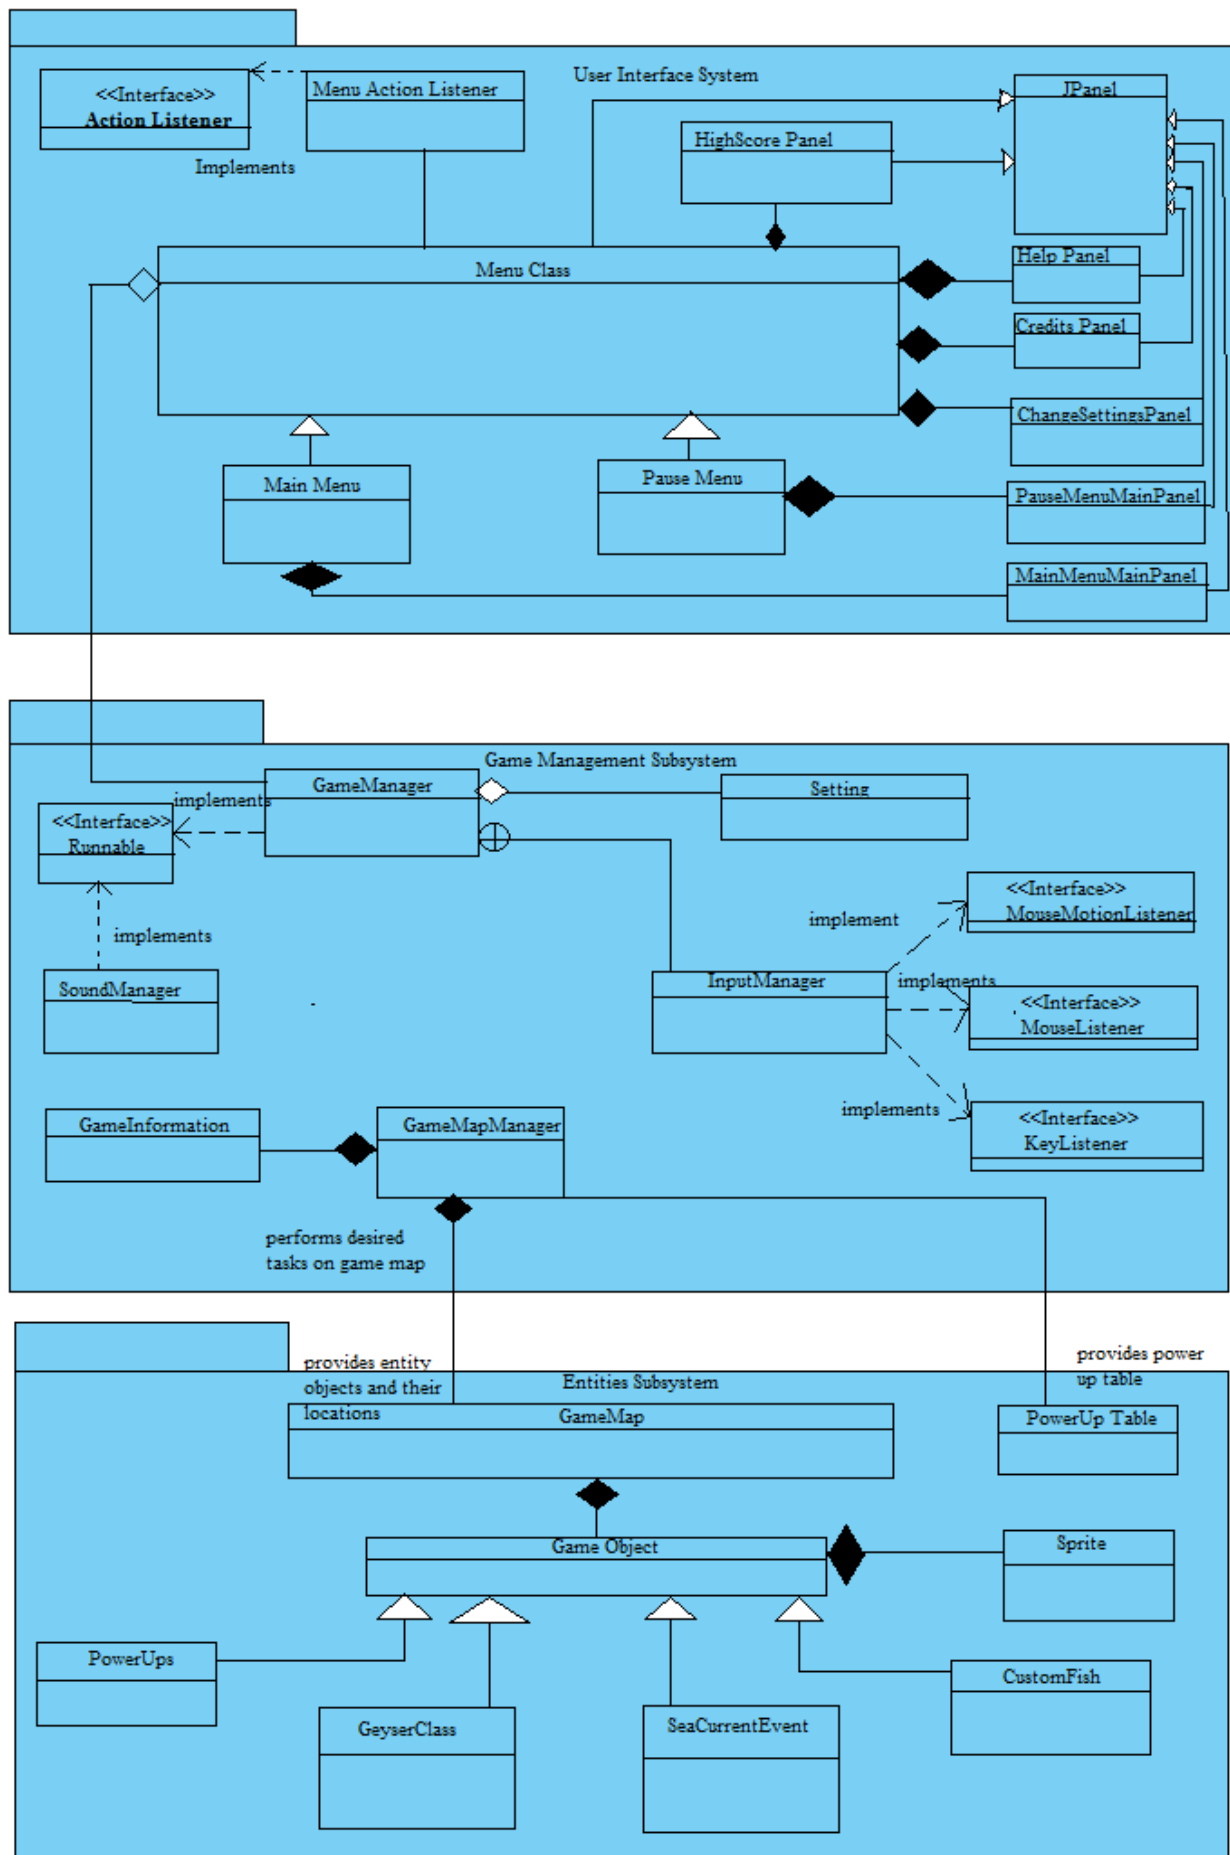 User Interface System
<<Interface>>
Action Listener
Menu Action Listener
Implements
JPanel
HighScore Panel
Menu Class
Help Panel
Credits Panel
ChangeSettingsPanel
Main Menu
Pause Menu
PauseMenuMainPanel
MainMenuMainPanel
Game Management Subsystem
GameManager
implements
Setting
<<Interface>>
Runnable
implements
SoundManager
<<Interface>>
MouseMotionListener
implement
InputManager
implements
<<Interface>>
MouseListener
implements
<<Interface>>
KeyListener
GameInformation
GameMapManager
performs desired
tasks on game map
provides entity
objects and their
locations
provides power
up table
Entities Subsystem
GameMap
PowerUp Table
Game Object
Sprite
PowerUps
GeyserClass
SeaCurrentEvent
CustomFish